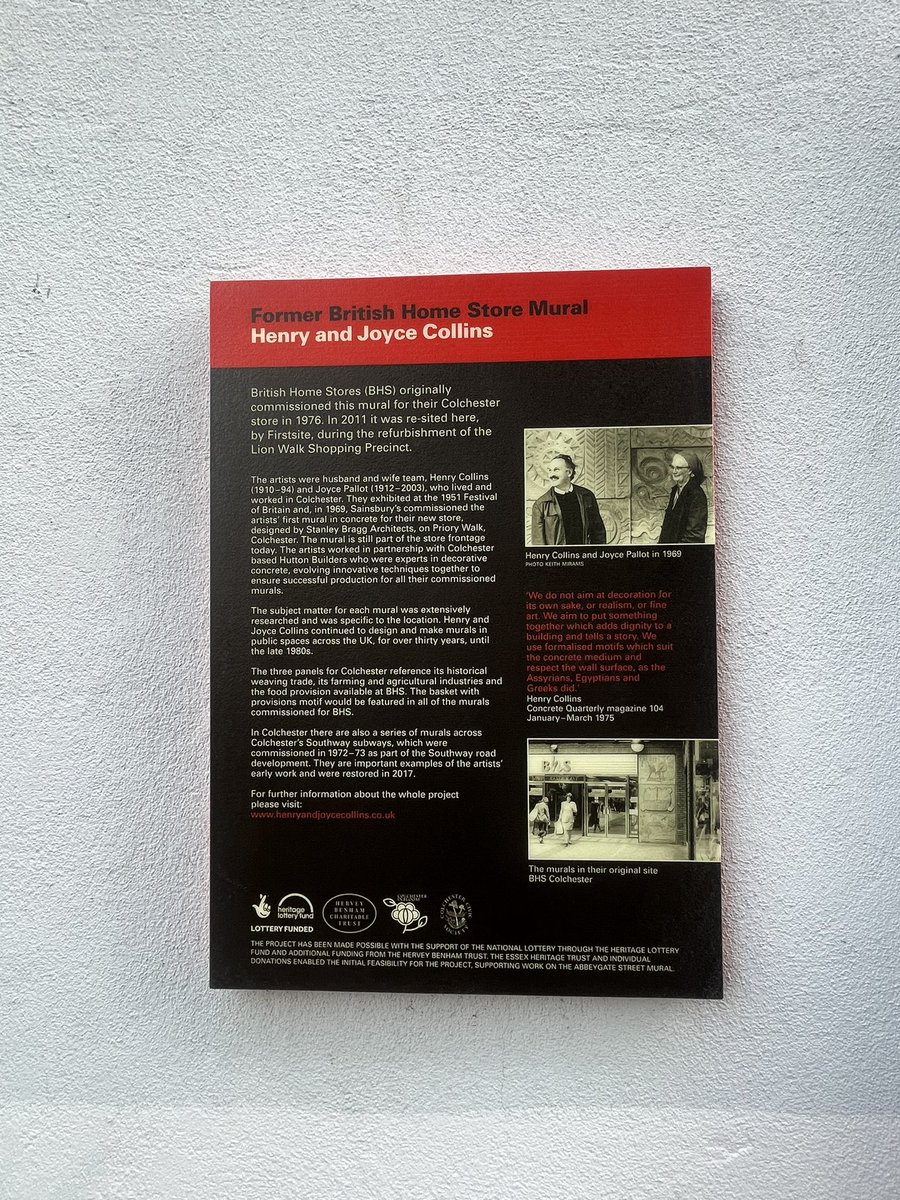 Former British Home Store Mural
Henry and Joyce Collins
British Home Stores (BHS) originally
commissioned this mural for their Colchester
store in 1976. In 2011 it was re-sited here,
by Firstsite, during the refurbishment of the
Lion Walk Shopping Precinct.
The artists were husband and wife team, Henry Collins
(1910–94) and Joyce Pallot (1912–2003), who lived and
worked in Colchester. They exhibited at the 1951 Festival
of Britain and, in 1969, Sainsbury's commissioned the
artists' first mural in concrete for their new store,
designed by Stanley Bragg Architects, on Priory Walk,
Colchester. The mural is still part of the store frontage
today. The artists worked in partnership with Colchester
based Hutton Builders who were experts in decorative
concrete, evolving innovative techniques together to
ensure successful production for all their commissioned
murals.
The subject matter for each mural was extensively
researched and was specific to the location. Henry and
Joyce Collins continued to design and make murals in
public spaces across the UK, for over thirty years, until
the late 1980s.
The three panels for Colchester reference its historical
weaving trade, its farming and agricultural industries and
the food provision available at BHS. The basket with
provisions motif would be featured in all of the murals
commissioned for BHS.
In Colchester there are also a series of murals across
Colchester's Southway subways, which were
commissioned in 1972–73 as part of the Southway road
development. They are important examples of the artists'
early work and were restored in 2017.
For further information about the whole project
please visit:
www.henryandjoycecollins.co.uk
Henry Collins and Joyce Pallot in 1969
PHOTO KEITH MIRAMS
'We do not aim at decoration for
its own sake, or realism, or fine
art. We aim to put something
together which adds dignity to a
building and tells a story. We
use formalised motifs which suit
the concrete medium and
respect the wall surface, as the
Assyrians, Egyptians and
Greeks did.'
Henry Collins
Concrete Quarterly magazine 104
January–March 1975
BHS
The murals in their original site
BHS Colchester
heritage
lottery fund
LOTTERY FUNDED
HERVEY
BENHAM
CHARITABLE
TRUST
COLCHESTER
IN BLOOM
COLCHESTER CIVIC
SOCIETY
THE PROJECT HAS BEEN MADE POSSIBLE WITH THE SUPPORT OF THE NATIONAL LOTTERY THROUGH THE HERITAGE LOTTERY
FUND AND ADDITIONAL FUNDING FROM THE HERVEY BENHAM TRUST. THE ESSEX HERITAGE TRUST AND INDIVIDUAL
DONATIONS ENABLED THE INITIAL FEASIBILITY FOR THE PROJECT, SUPPORTING WORK ON THE ABBEYGATE STREET MURAL.